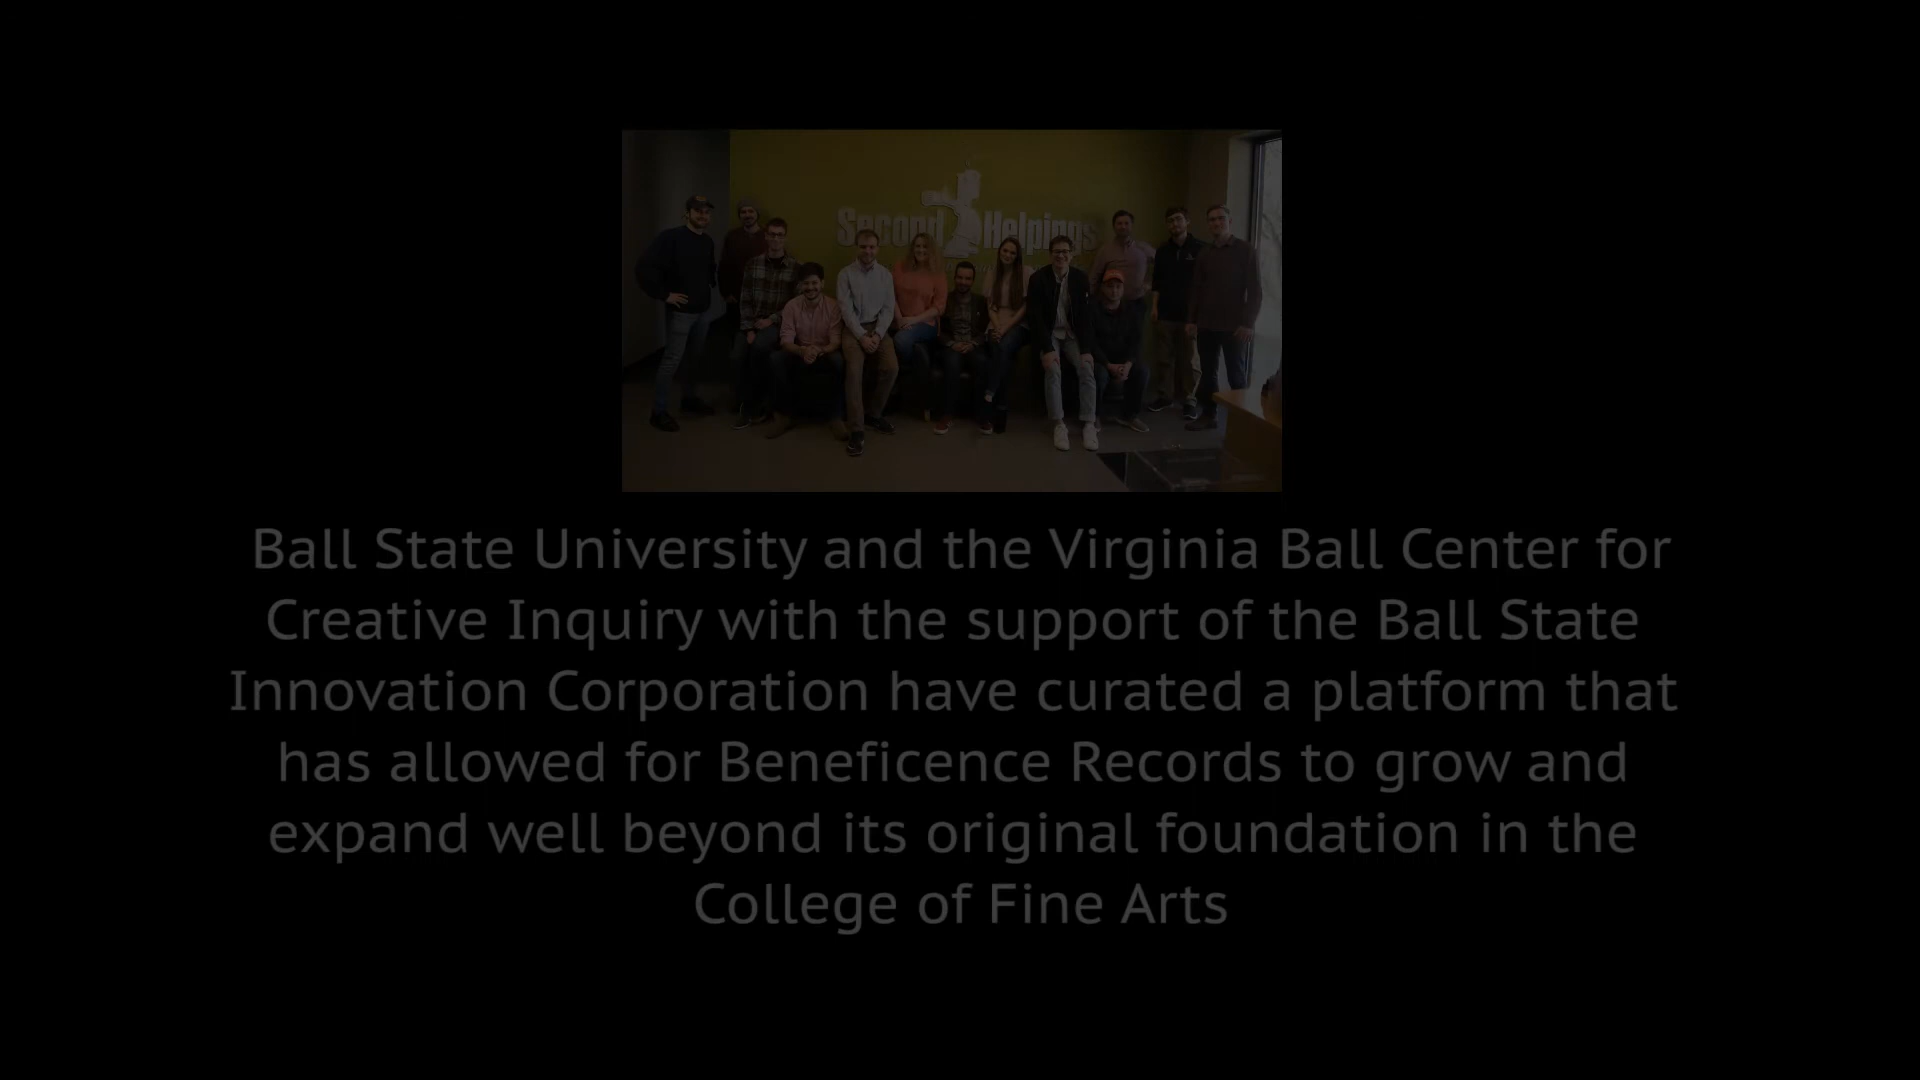 Second Helpings
Ball State University and the Virginia Ball Center for
Creative Inquiry with the support of the Ball State
Innovation Corporation have curated a platform that
has allowed for Beneficence Records to grow and
expand well beyond its original foundation in the
College of Fine Arts